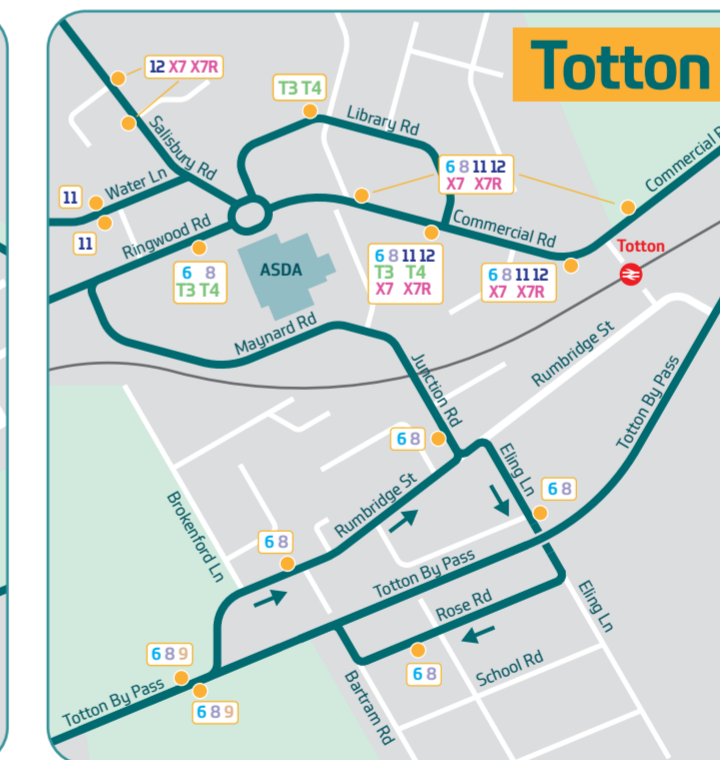 Totton
12 X7 X7R
T3 T4
Library Rd
Salisbury Rd
6 8 11 12
X7 X7R
Commercial R
11
Water Ln
Ringwood Rd
11
Commercial Rd
Totton
6 8
T3 T4
ASDA
6 8 11 12
T3 T4
X7 X7R
6 8 11 12
X7 X7R
Maynard Rd
Rumbridge St
Junction Rd
Totton By Pass
6 8
Eling Ln
6 8
Brokenford Ln
Rumbridge St
6 8
Totton By Pass
Rose Rd
Eling Ln
6 8 9
6 8
School Rd
Bartram Rd
Totton By Pass
6 8 9